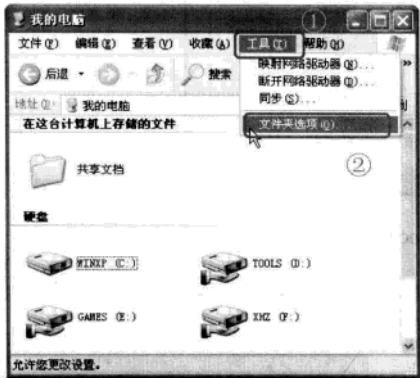 我的电脑
①
文件(F) 编辑(E) 查看(V) 收藏(A) 工具(T) 帮助(H)
映射网络驱动器(N)...
断开网络驱动器(D)...
同步(S)...
文件夹选项(O)...
②
后退 搜索
地址(D) 我的电脑
在这台计算机上存储的文件
共享文档
硬盘
WINXP (C:)
TOOLS (D:)
GAMES (E:)
XMZ (F:)
允许您更改设置。